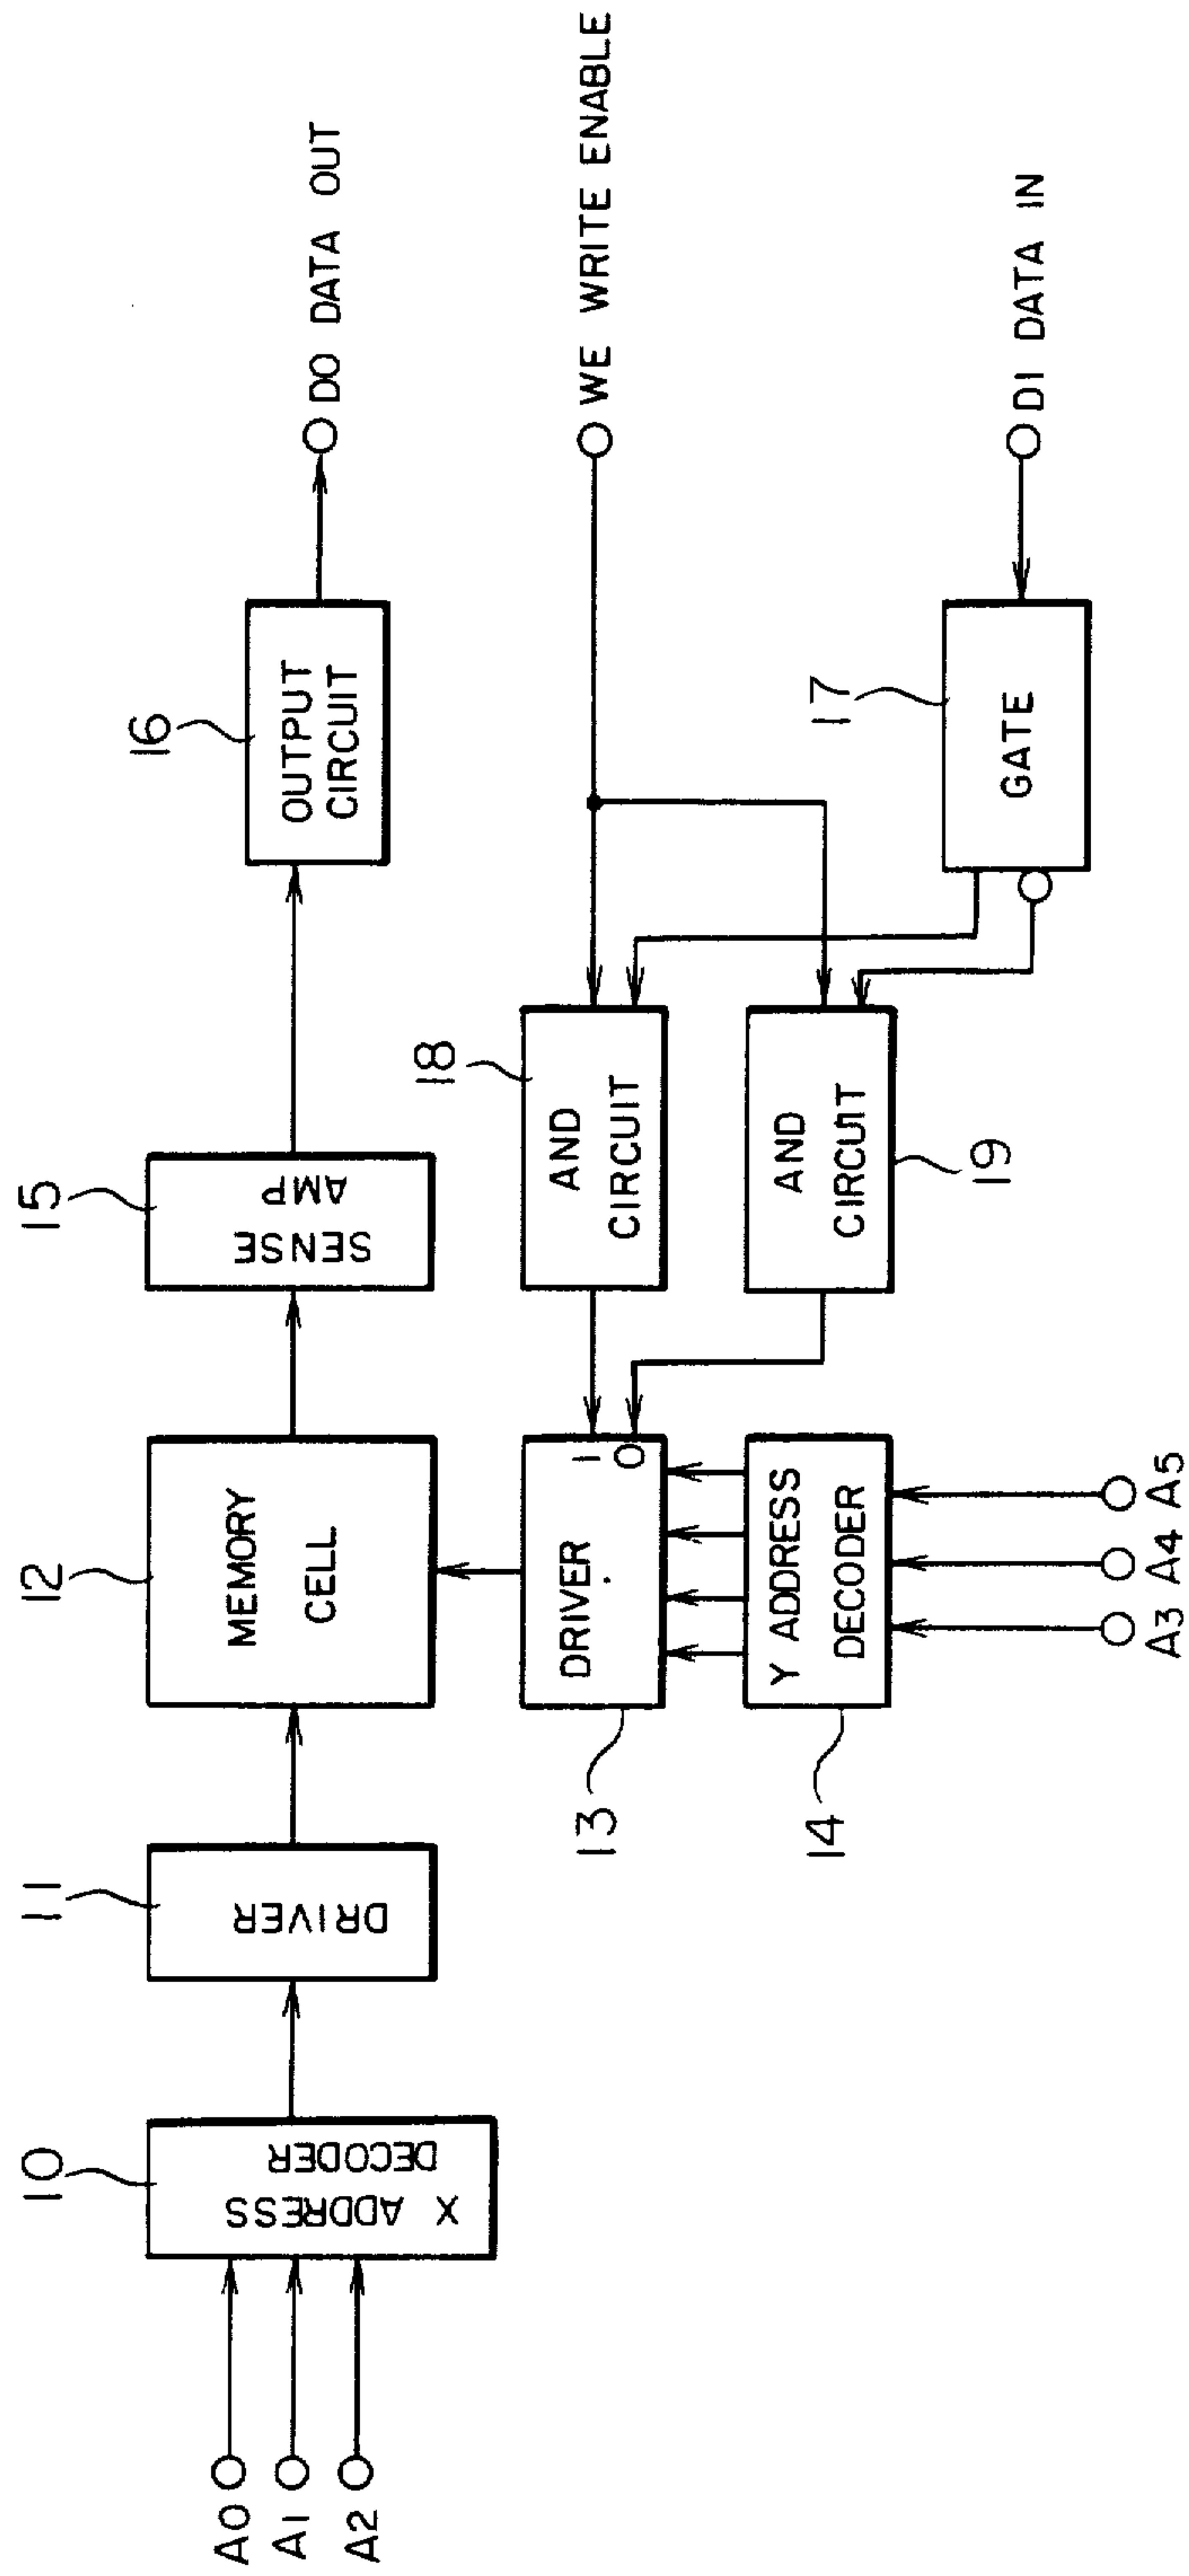 A0
A1
A2
10
X ADDRESS
DECODER
11
DRIVER
12
MEMORY
CELL
15
SENSE
AMP
16
OUTPUT
CIRCUIT
DO DATA OUT
13
DRIVER
1
0
18
AND
CIRCUIT
WE WRITE ENABLE
14
Y ADDRESS
DECODER
A3
A4
A5
19
AND
CIRCUIT
17
GATE
DI DATA IN